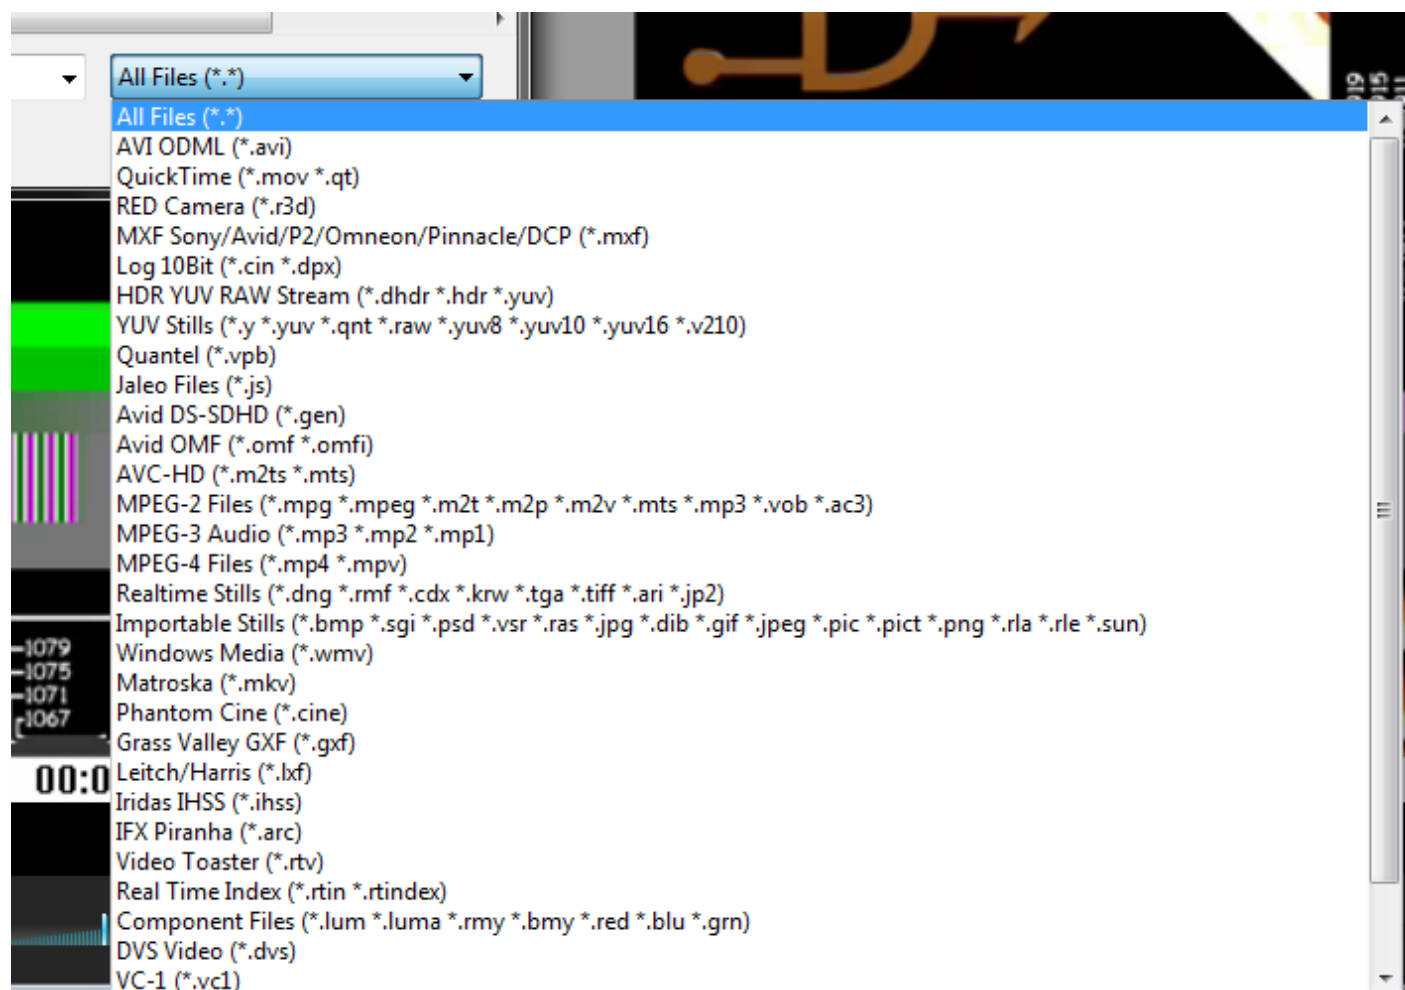 All Files (*.*)
All Files (*.*)
AVI ODML (*.avi)
QuickTime (*.mov *.qt)
RED Camera (*.r3d)
MXF Sony/Avid/P2/Omneon/Pinnacle/DCP (*.mxf)
Log 10Bit (*.cin *.dpx)
HDR YUV RAW Stream (*.dhdr *.hdr *.yuv)
YUV Stills (*.y *.yuv *.qnt *.raw *.yuv8 *.yuv10 *.yuv16 *.v210)
Quantel (*.vpb)
Jaleo Files (*.js)
Avid DS-SDHD (*.gen)
Avid OMF (*.omf *.omfi)
AVC-HD (*.m2ts *.mts)
MPEG-2 Files (*.mpg *.mpeg *.m2t *.m2p *.m2v *.mts *.mp3 *.vob *.ac3)
MPEG-3 Audio (*.mp3 *.mp2 *.mp1)
MPEG-4 Files (*.mp4 *.mpv)
Realtime Stills (*.dng *.rmf *.cdx *.krw *.tga *.tiff *.ari *.jp2)
Importable Stills (*.bmp *.sgi *.psd *.vsr *.ras *.jpg *.dib *.gif *.jpeg *.pic *.pict *.png *.rla *.rle *.sun)
Windows Media (*.wmv)
Matroska (*.mkv)
Phantom Cine (*.cine)
Grass Valley GXF (*.gxf)
Leitch/Harris (*.lxf)
Iridas IHSS (*.ihss)
IFX Piranha (*.arc)
Video Toaster (*.rtv)
Real Time Index (*.rtin *.rtindex)
Component Files (*.lum *.luma *.rmy *.bmy *.red *.blu *.grn)
DVS Video (*.dvs)
VC-1 (*.vc1)
1079
1075
1071
1067
00:0
D